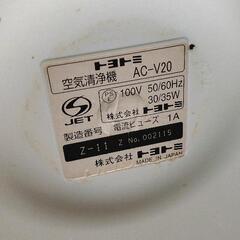 トヨトミ
空気清浄機 AC-V20
PS E 100V 50/60Hz
30/35W
JET 株式会社 トヨトミ
製造番号 電流ヒューズ 1A
Z-11 Z No. 002115
株式会社 トヨトミ
MADE IN JAPAN